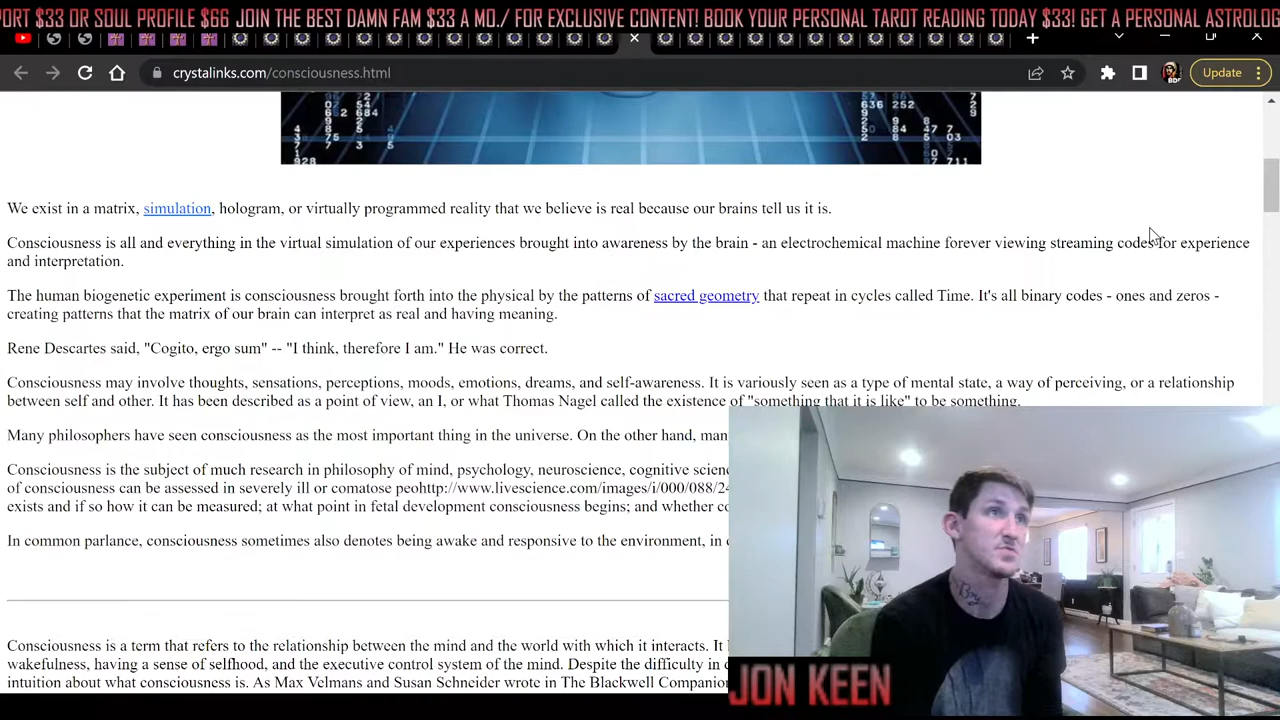 PORT $33 OR SOUL PROFILE $66 JOIN THE BEST DAMN FAM $33 A MO./ FOR EXCLUSIVE CONTENT! BOOK YOUR PERSONAL TAROT READING TODAY $33! GET A PERSONAL ASTROLOG
crystalinks.com/consciousness.html
BDF
Update
We exist in a matrix, simulation, hologram, or virtually programmed reality that we believe is real because our brains tell us it is.
Consciousness is all and everything in the virtual simulation of our experiences brought into awareness by the brain - an electrochemical machine forever viewing streaming codes for experience
and interpretation.
The human biogenetic experiment is consciousness brought forth into the physical by the patterns of sacred geometry that repeat in cycles called Time. It's all binary codes - ones and zeros -
creating patterns that the matrix of our brain can interpret as real and having meaning.
Rene Descartes said, "Cogito, ergo sum" -- "I think, therefore I am." He was correct.
Consciousness may involve thoughts, sensations, perceptions, moods, emotions, dreams, and self-awareness. It is variously seen as a type of mental state, a way of perceiving, or a relationship
between self and other. It has been described as a point of view, an I, or what Thomas Nagel called the existence of "something that it is like" to be something.
Many philosophers have seen consciousness as the most important thing in the universe. On the other hand, man
Consciousness is the subject of much research in philosophy of mind, psychology, neuroscience, cognitive scien
of consciousness can be assessed in severely ill or comatose peohttp://www.livescience.com/images/i/000/088/2
exists and if so how it can be measured; at what point in fetal development consciousness begins; and whether co
In common parlance, consciousness sometimes also denotes being awake and responsive to the environment, in
Consciousness is a term that refers to the relationship between the mind and the world with which it interacts. It
wakefulness, having a sense of selfhood, and the executive control system of the mind. Despite the difficulty in
intuition about what consciousness is. As Max Velmans and Susan Schneider wrote in The Blackwell Companion
JON KEEN